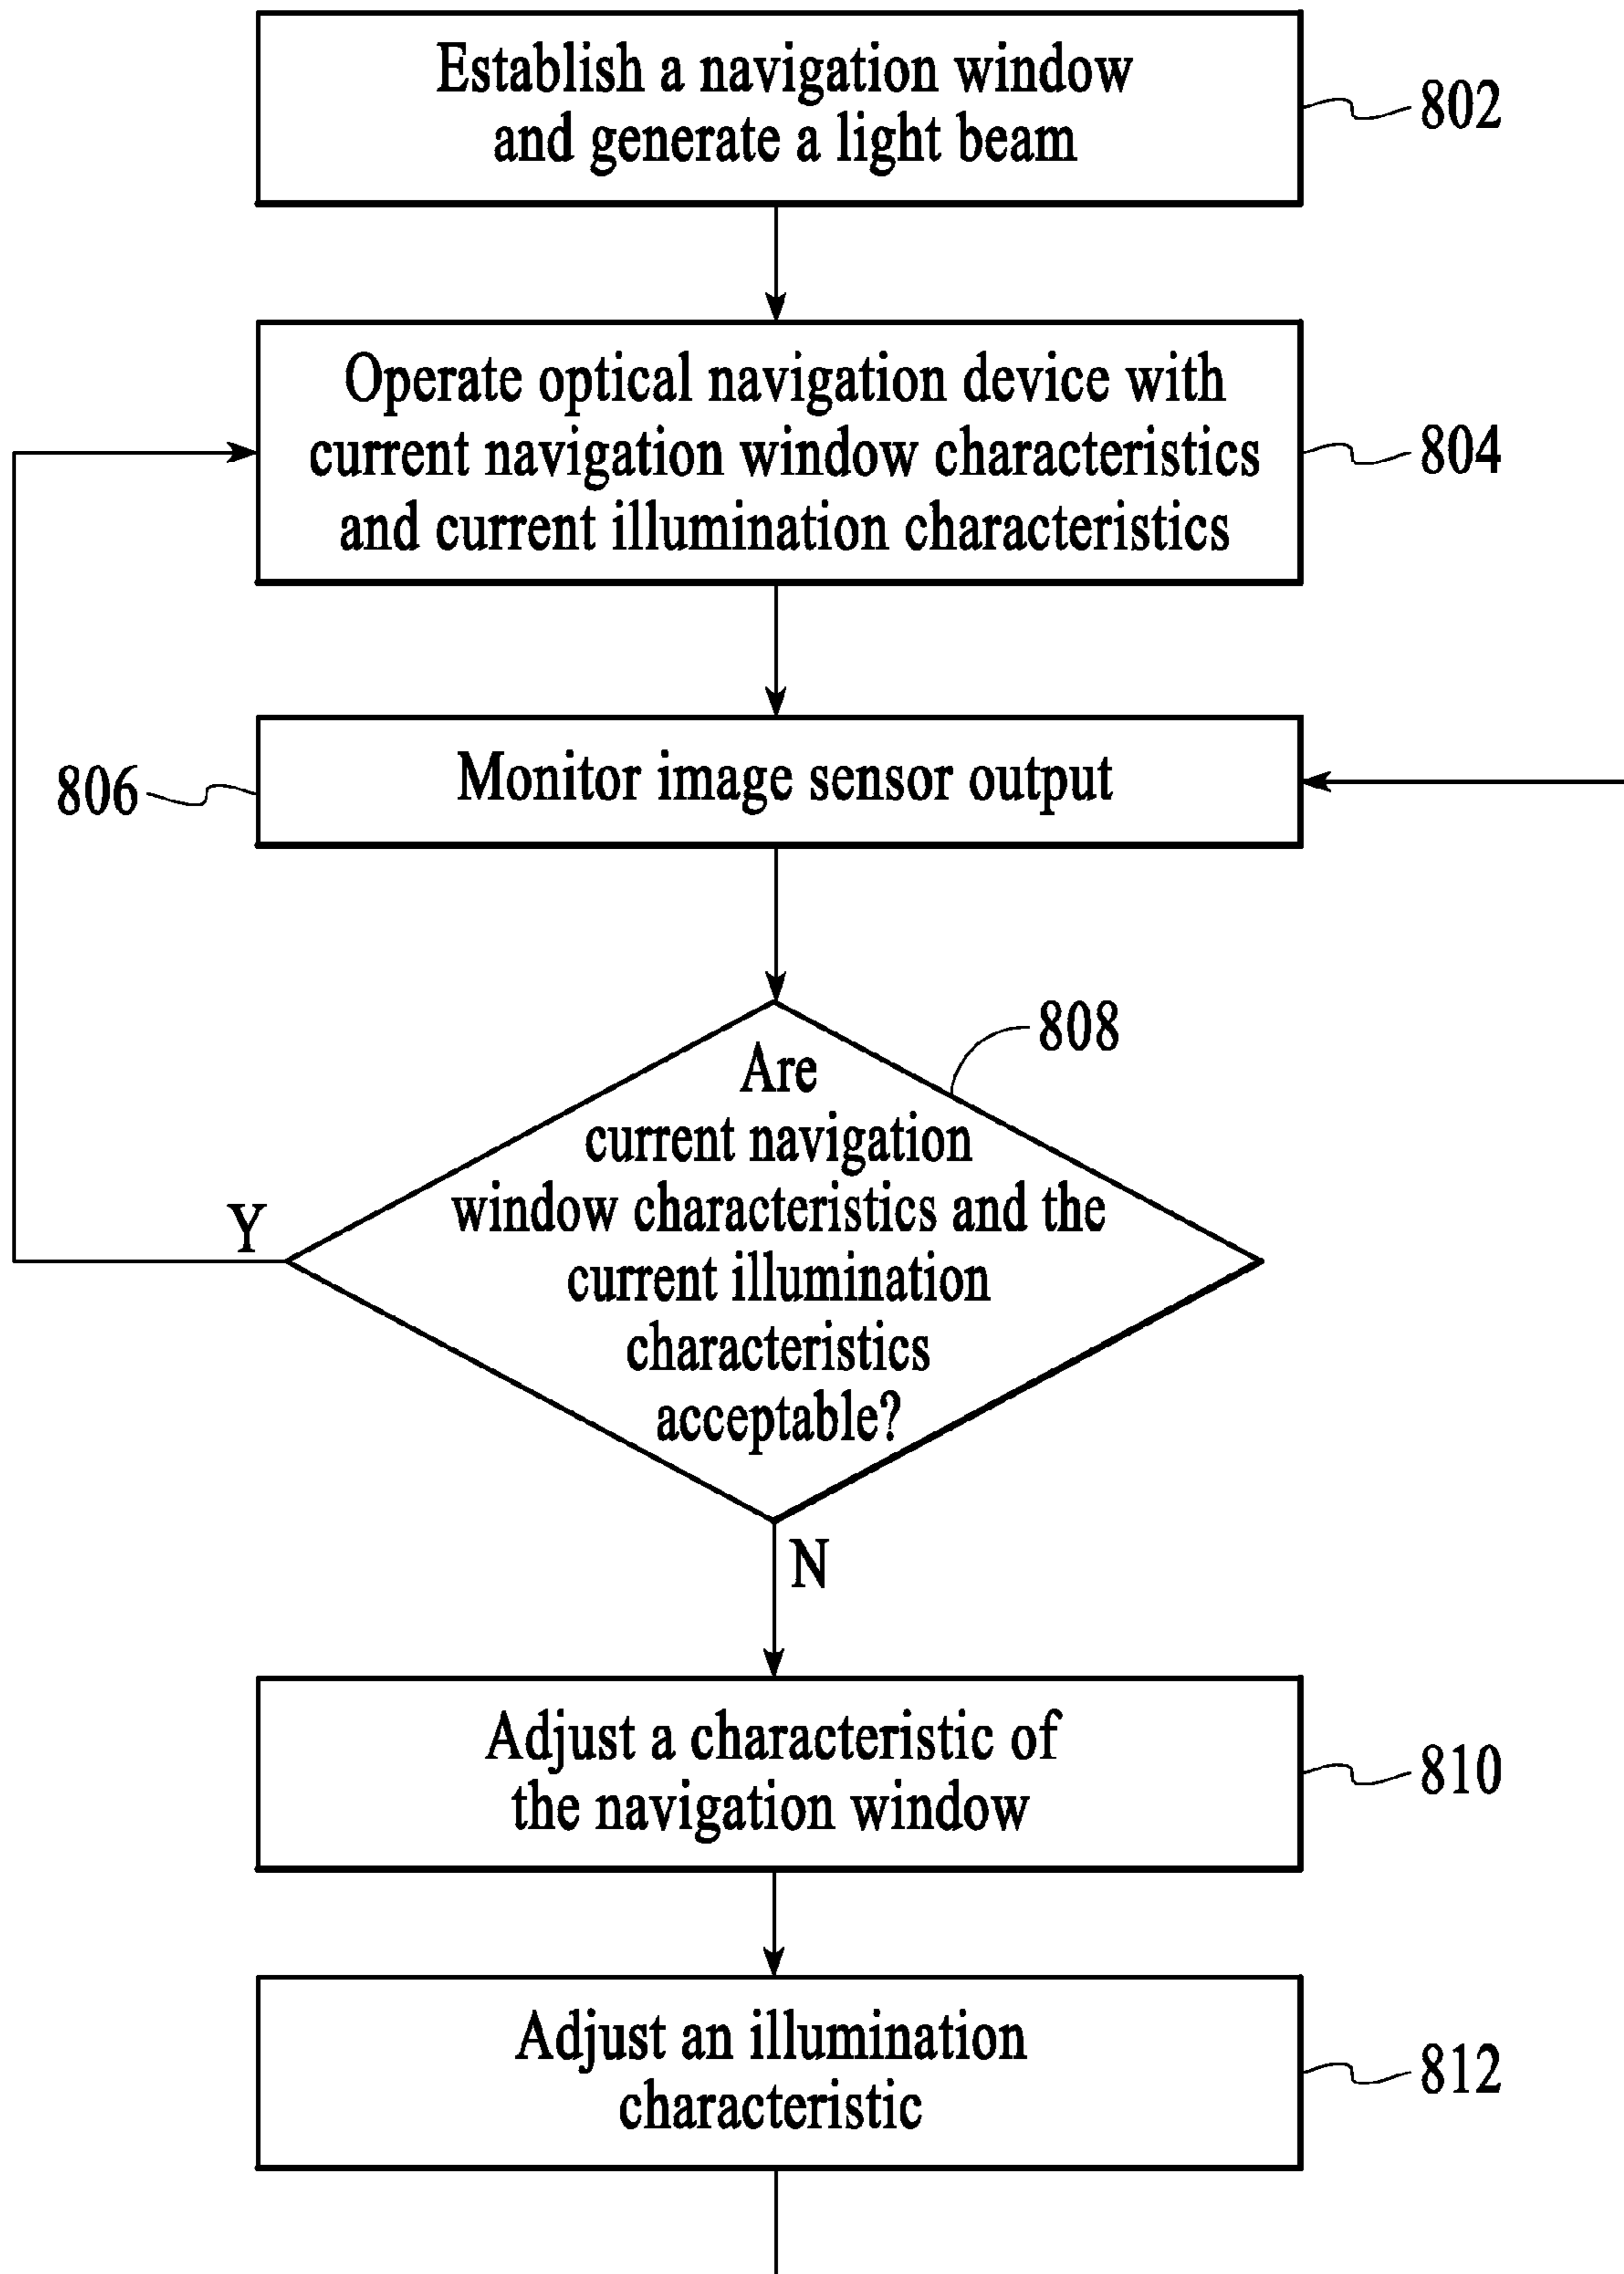 Establish a navigation window
and generate a light beam
802
Operate optical navigation device with
current navigation window characteristics
and current illumination characteristics
804
Monitor image sensor output
806
808
Are
current navigation
window characteristics and the
current illumination
characteristics
acceptable?
Y
N
Adjust a characteristic of
the navigation window
810
Adjust an illumination
characteristic
812